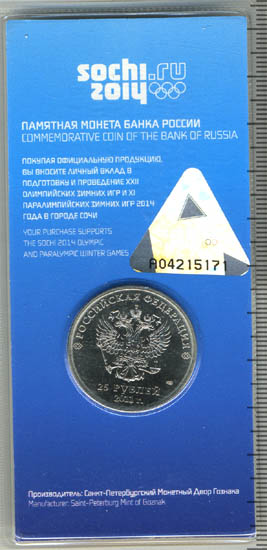 sochi.ru
2014
ПАМЯТНАЯ МОНЕТА БАНКА РОССИИ
COMMEMORATIVE COIN OF THE BANK OF RUSSIA
ПОКУПАЯ ОФИЦИАЛЬНУЮ ПРОДУКЦИЮ,
ВЫ ВНОСИТЕ ЛИЧНЫЙ ВКЛАД В
ПОДГОТОВКУ И ПРОВЕДЕНИЕ XXII
ОЛИМПИЙСКИХ ЗИМНИХ ИГР И XI
ПАРАЛИМПИЙСКИХ ЗИМНИХ ИГР 2014
ГОДА В ГОРОДЕ СОЧИ
YOUR PURCHASE SUPPORTS
THE SOCHI 2014 OLYMPIC
AND PARALYMPIC WINTER GAMES
A04215171
РОССИЙСКАЯ ФЕДЕРАЦИЯ
25 РУБЛЕЙ
2011 г.
Производитель: Санкт-Петербургский Монетный Двор Гознака
Manufacturer: Saint-Peterburg Mint of Goznak